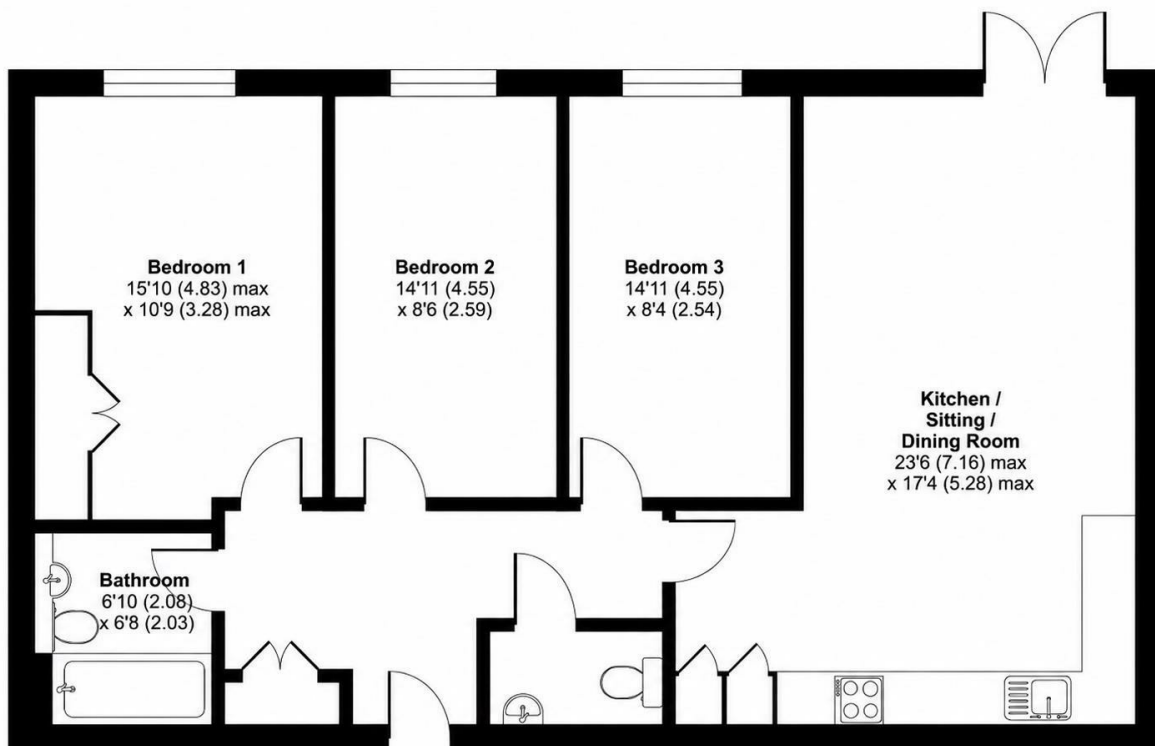 Bedroom 1
15'10 (4.83) max
x 10'9 (3.28) max
Bedroom 2
14'11 (4.55)
x 8'6 (2.59)
Bedroom 3
14'11 (4.55)
x 8'4 (2.54)
Kitchen /
Sitting /
Dining Room
23'6 (7.16) max
x 17'4 (5.28) max
Bathroom
6'10 (2.08)
x 6'8 (2.03)